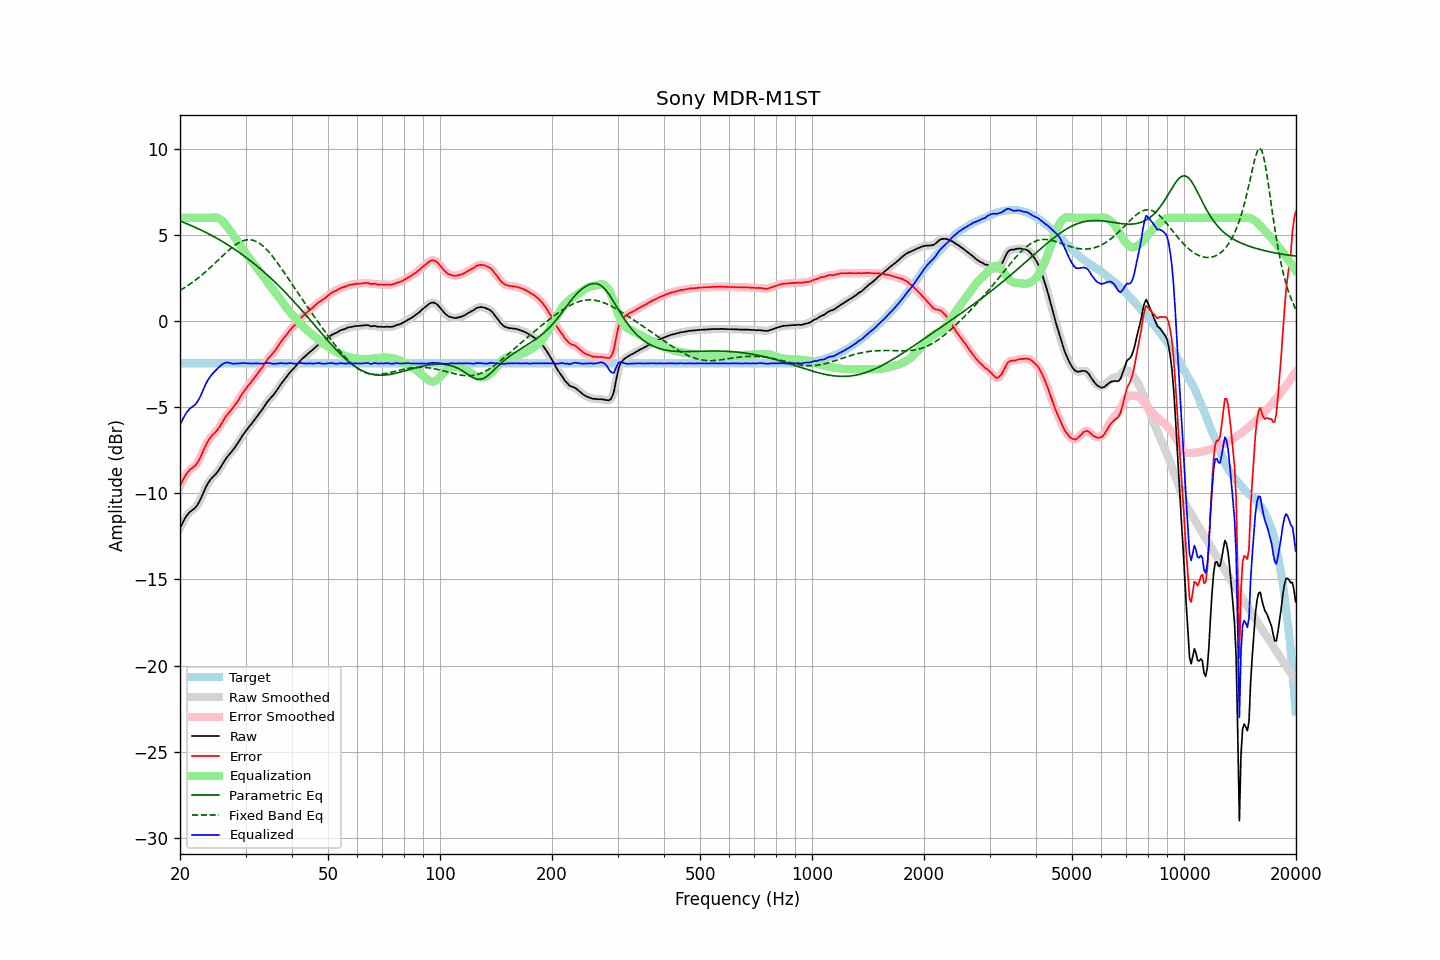 Sony MDR-M1ST
Amplitude (dBr)
10
5
0
−5
−10
−15
−20
−25
−30
Target
Raw Smoothed
Error Smoothed
Raw
Error
Equalization
Parametric Eq
Fixed Band Eq
Equalized
20 50 100 200 500 1000 2000 5000 10000 20000
Frequency (Hz)